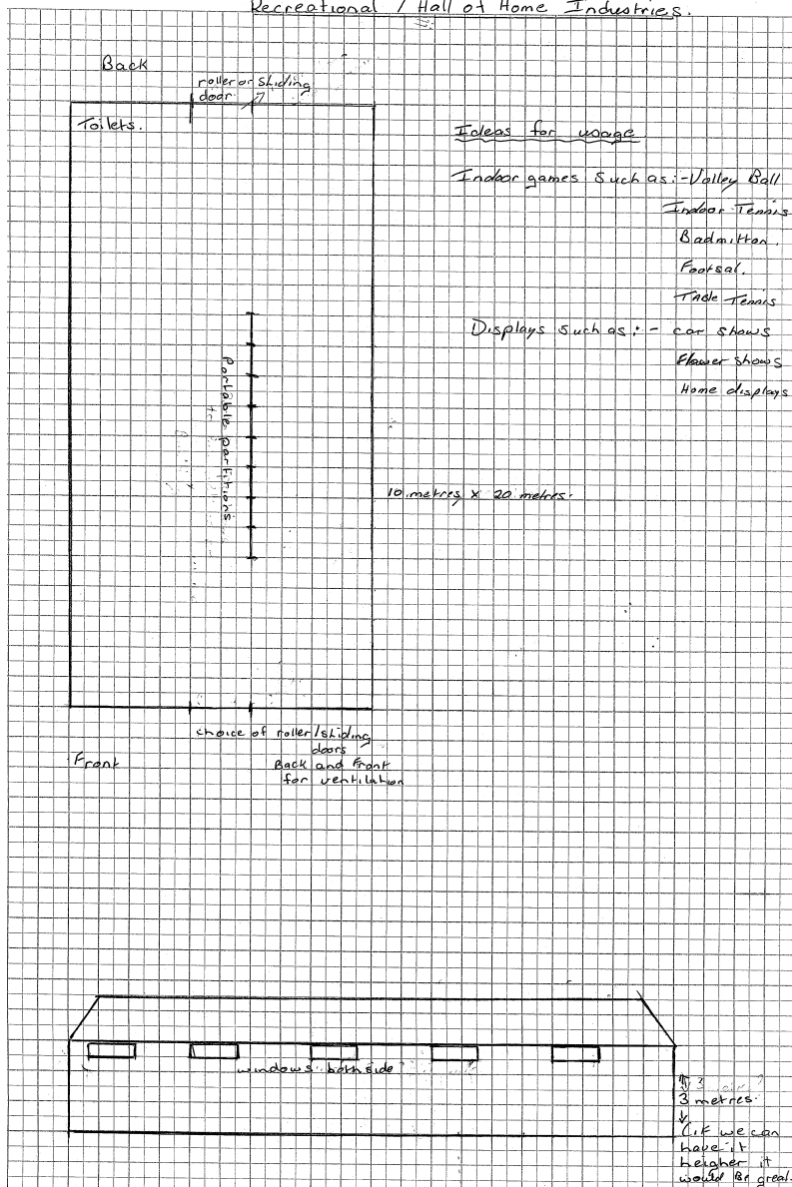 Recreational / Hall of Home Industries.
Back
roller or sliding
door
Toilets.
Ideas for usage
Indoor games such as:- Volley Ball
Indoor Tennis
Badmitton.
Footsal.
Table Tennis
Displays such as:- car shows
Flower shows
Home displays
Portable partitions
10 metres x 20 metres.
choice of roller/sliding
doors
Back and Front
for ventilation
Front
windows both side
3 metres.
(if we can
have it
heigher it
would Be great.